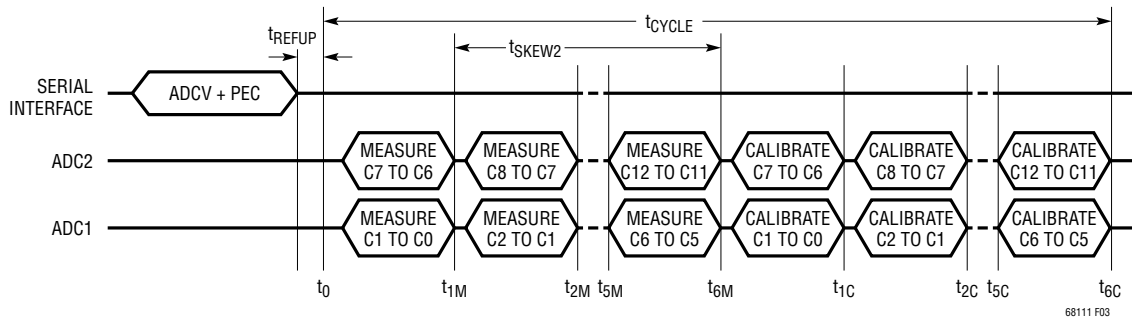 tCYCLE
tREFUP
tSKEW2
SERIAL
INTERFACE
ADCV + PEC
ADC2
MEASURE
C7 TO C6
MEASURE
C8 TO C7
MEASURE
C12 TO C11
CALIBRATE
C7 TO C6
CALIBRATE
C8 TO C7
CALIBRATE
C12 TO C11
ADC1
MEASURE
C1 TO C0
MEASURE
C2 TO C1
MEASURE
C6 TO C5
CALIBRATE
C1 TO C0
CALIBRATE
C2 TO C1
CALIBRATE
C6 TO C5
t0 t1M t2M t5M t6M t1C t2C t5C t6C
68111 F03